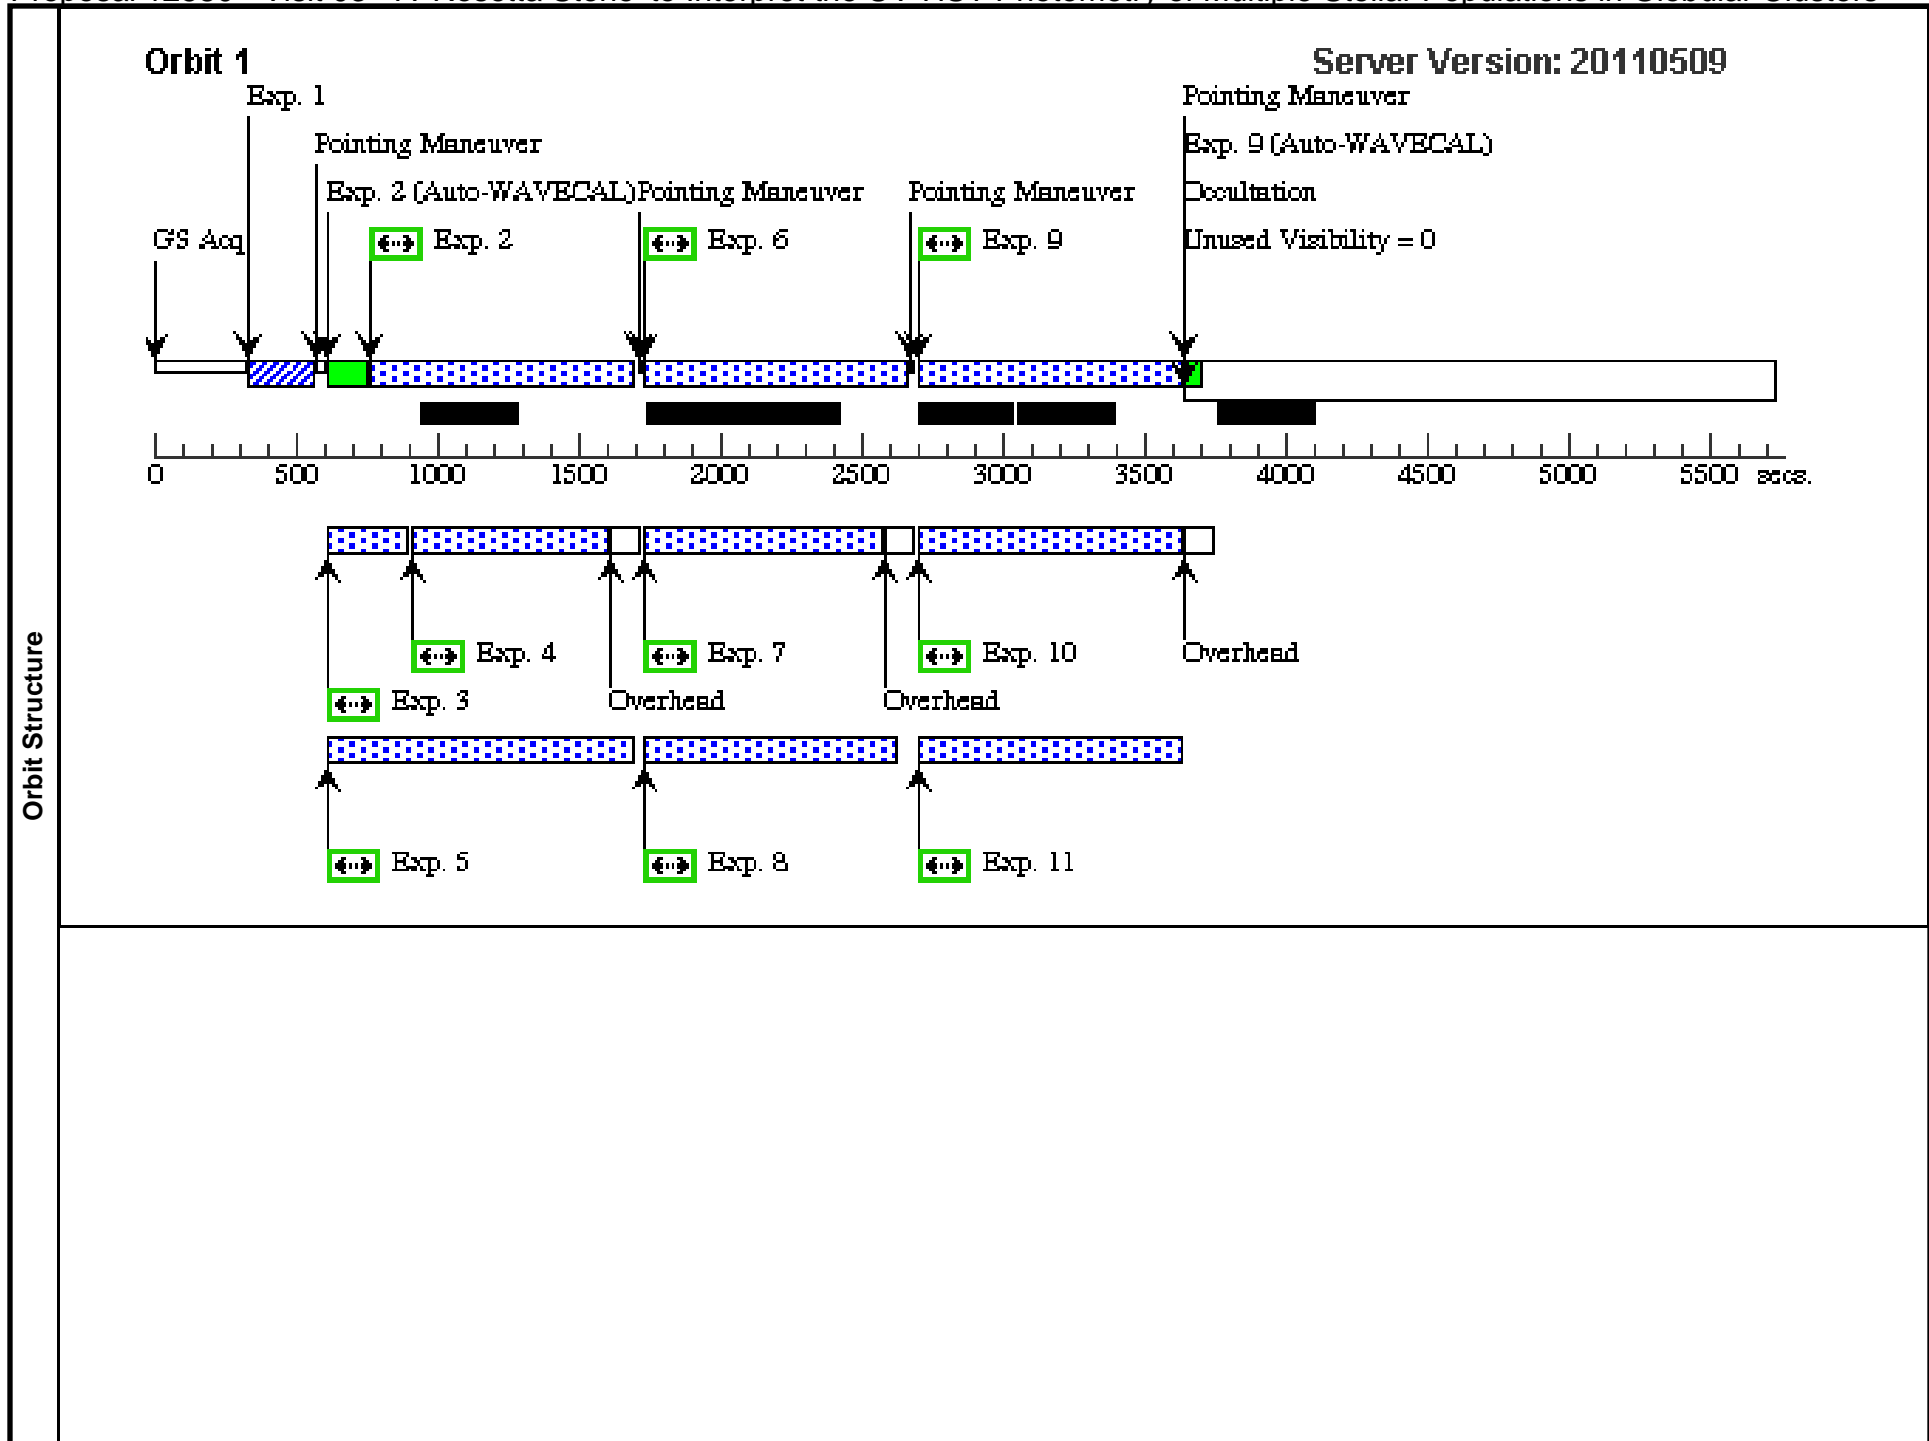 Orbit 1
Server Version: 20110509
Exp. 1
Pointing Maneuver
Pointing Maneuver
Exp. 9 (Auto-WAVECAL)
Exp. 2 (Auto-WAVECAL)
Pointing Maneuver
Pointing Maneuver
Occultation
GS Acq
Exp. 2
Exp. 6
Exp. 9
Unused Visibility = 0
0 500 1000 1500 2000 2500 3000 3500 4000 4500 5000 5500 secs.
Exp. 4
Exp. 7
Exp. 10
Overhead
Exp. 3
Overhead
Overhead
Exp. 5
Exp. 8
Exp. 11
Orbit Structure